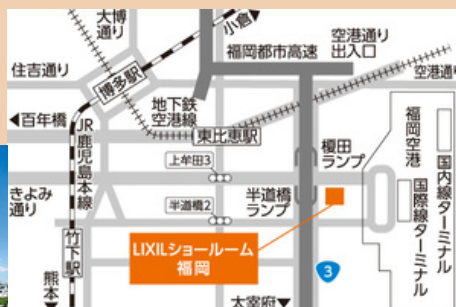 大博
通り
小倉▲
空港通り
出入口
福岡都市高速
住吉通り
博多駅
空港通
地下鉄
空港線
◀百年橋
東比恵駅
JR鹿児島本線
榎田
ランプ
福岡空港
国内線ターミナル
国際線ターミナル
上牟田3
きよみ
通り
半道橋
ランプ
半道橋2
竹下駅
LIXILショールーム
福岡
3
熊本▼
太宰府▼